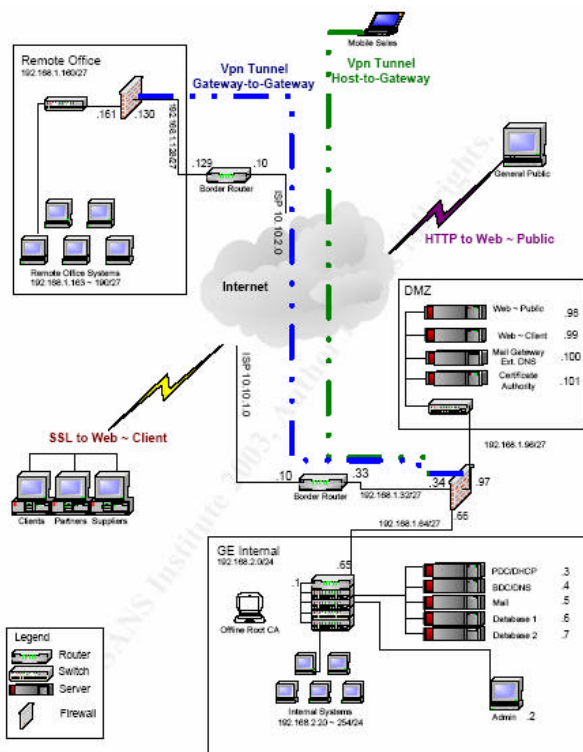 Mobile Sales
Remote Office
192.168.1.160/27
Vpn Tunnel
Gateway-to-Gateway
Vpn Tunnel
Host-to-Gateway
.161
.130
192.168.1.128/27
.129
.10
Border Router
ISP 10.10.2.0
General Public
Remote Office Systems
192.168.1.163 ~ 190/27
Internet
HTTP to Web ~ Public
DMZ
Web ~ Public
.98
Web ~ Client
.99
Mail Gateway
Ext. DNS
.100
Certificate
Authority
.101
ISP 10.10.1.0
SSL to Web ~ Client
192.168.1.96/27
Clients
Partners
Suppliers
.10
.33
Border Router
192.168.1.32/27
.34
.97
.66
192.168.1.64/27
GE Internal
192.168.2.0/24
.65
.1
Offline Root CA
PDC/DHCP
.3
BDC/DNS
.4
Mail
.5
Database 1
.6
Database 2
.7
Internal Systems
192.168.2.20 ~ 254/24
Admin
.2
Legend
Router
Switch
Server
Firewall
SANS Institute 2003, Author
rights.